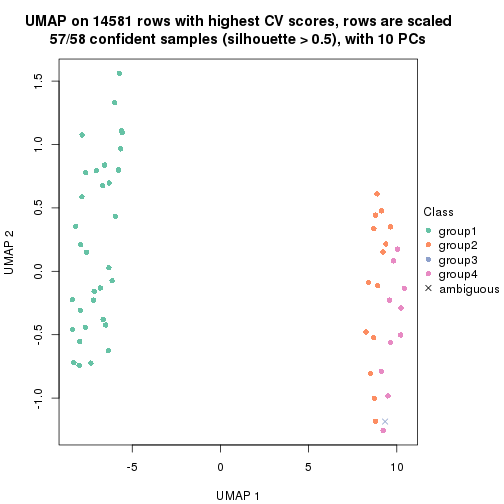 UMAP on 14581 rows with highest CV scores, rows are scaled
57/58 confident samples (silhouette > 0.5), with 10 PCs
1.5
1.0
0.5
0.0
-0.5
-1.0
UMAP 2
-5
0
5
10
UMAP 1
Class
group1
group2
group3
group4
ambiguous